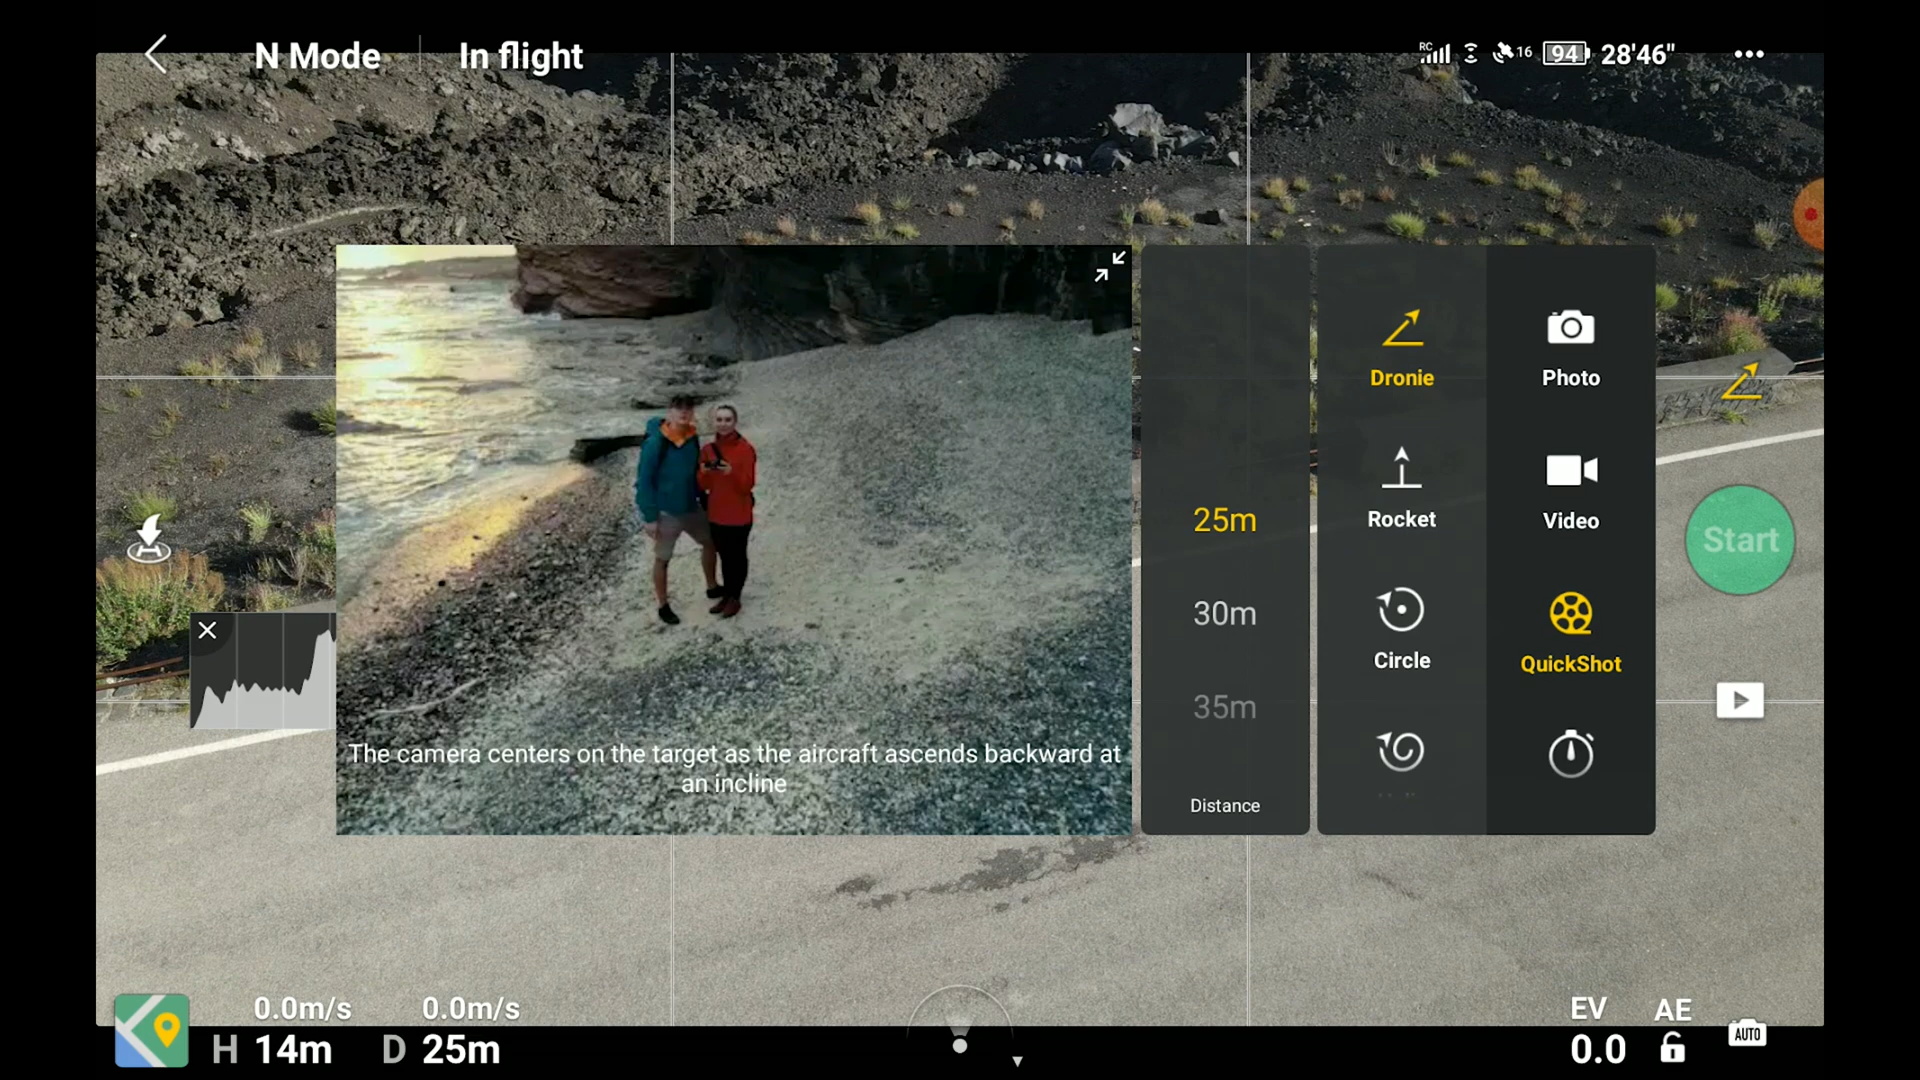 N Mode
In flight
RC
16
94
28'46"
The camera centers on the target as the aircraft ascends backward at
an incline
25m
30m
35m
Distance
Dronie
Rocket
Circle
Photo
Video
QuickShot
Start
0.0m/s
0.0m/s
H 14m
D 25m
EV
0.0
AE
AUTO